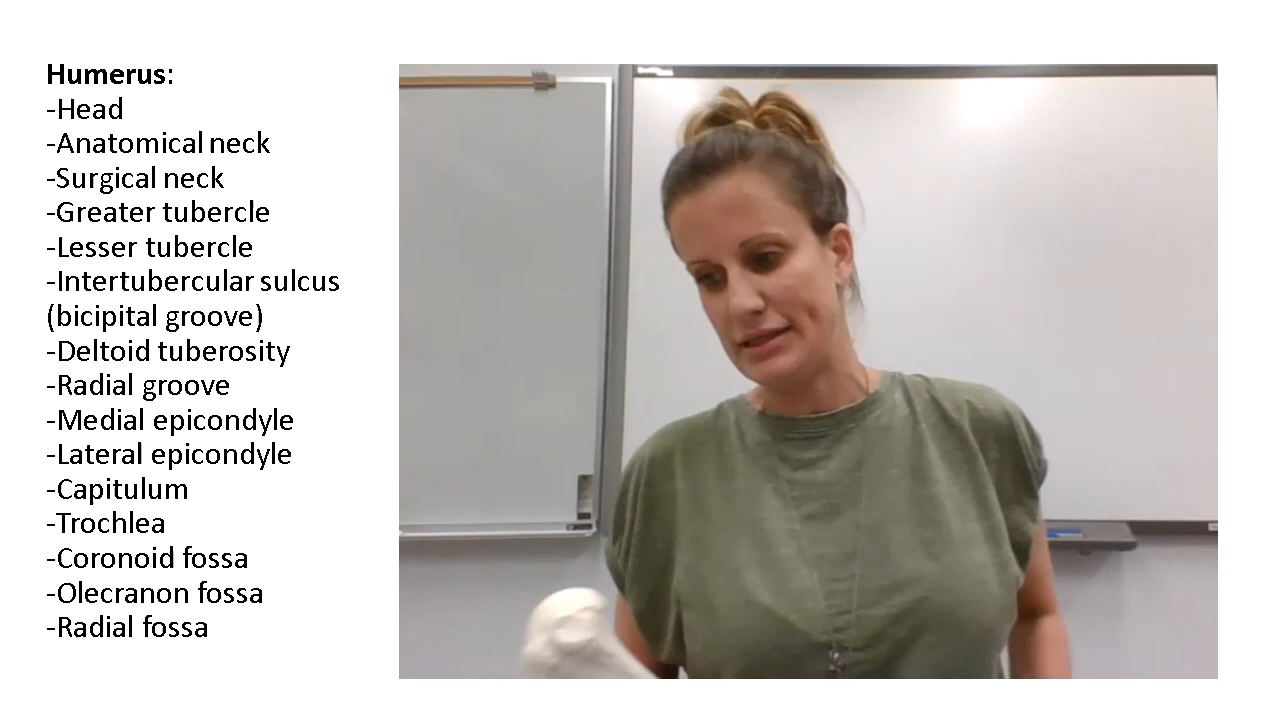 Humerus:
-Head
-Anatomical neck
-Surgical neck
-Greater tubercle
-Lesser tubercle
-Intertubercular sulcus
(bicipital groove)
-Deltoid tuberosity
-Radial groove
-Medial epicondyle
-Lateral epicondyle
-Capitulum
-Trochlea
-Coronoid fossa
-Olecranon fossa
-Radial fossa